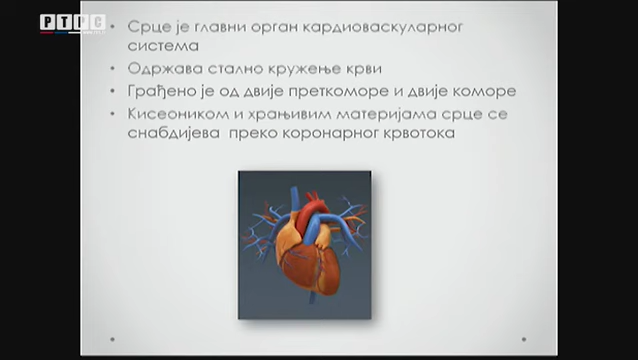 РТРС
• Срце је главни орган кардиоваскуларног
система
• Одржава стално кружење крви
• Грађено је од двије преткоморе и двије коморе
• Кисеоником и храњивим материјама срце се
снабдијева преко коронарног крвотока